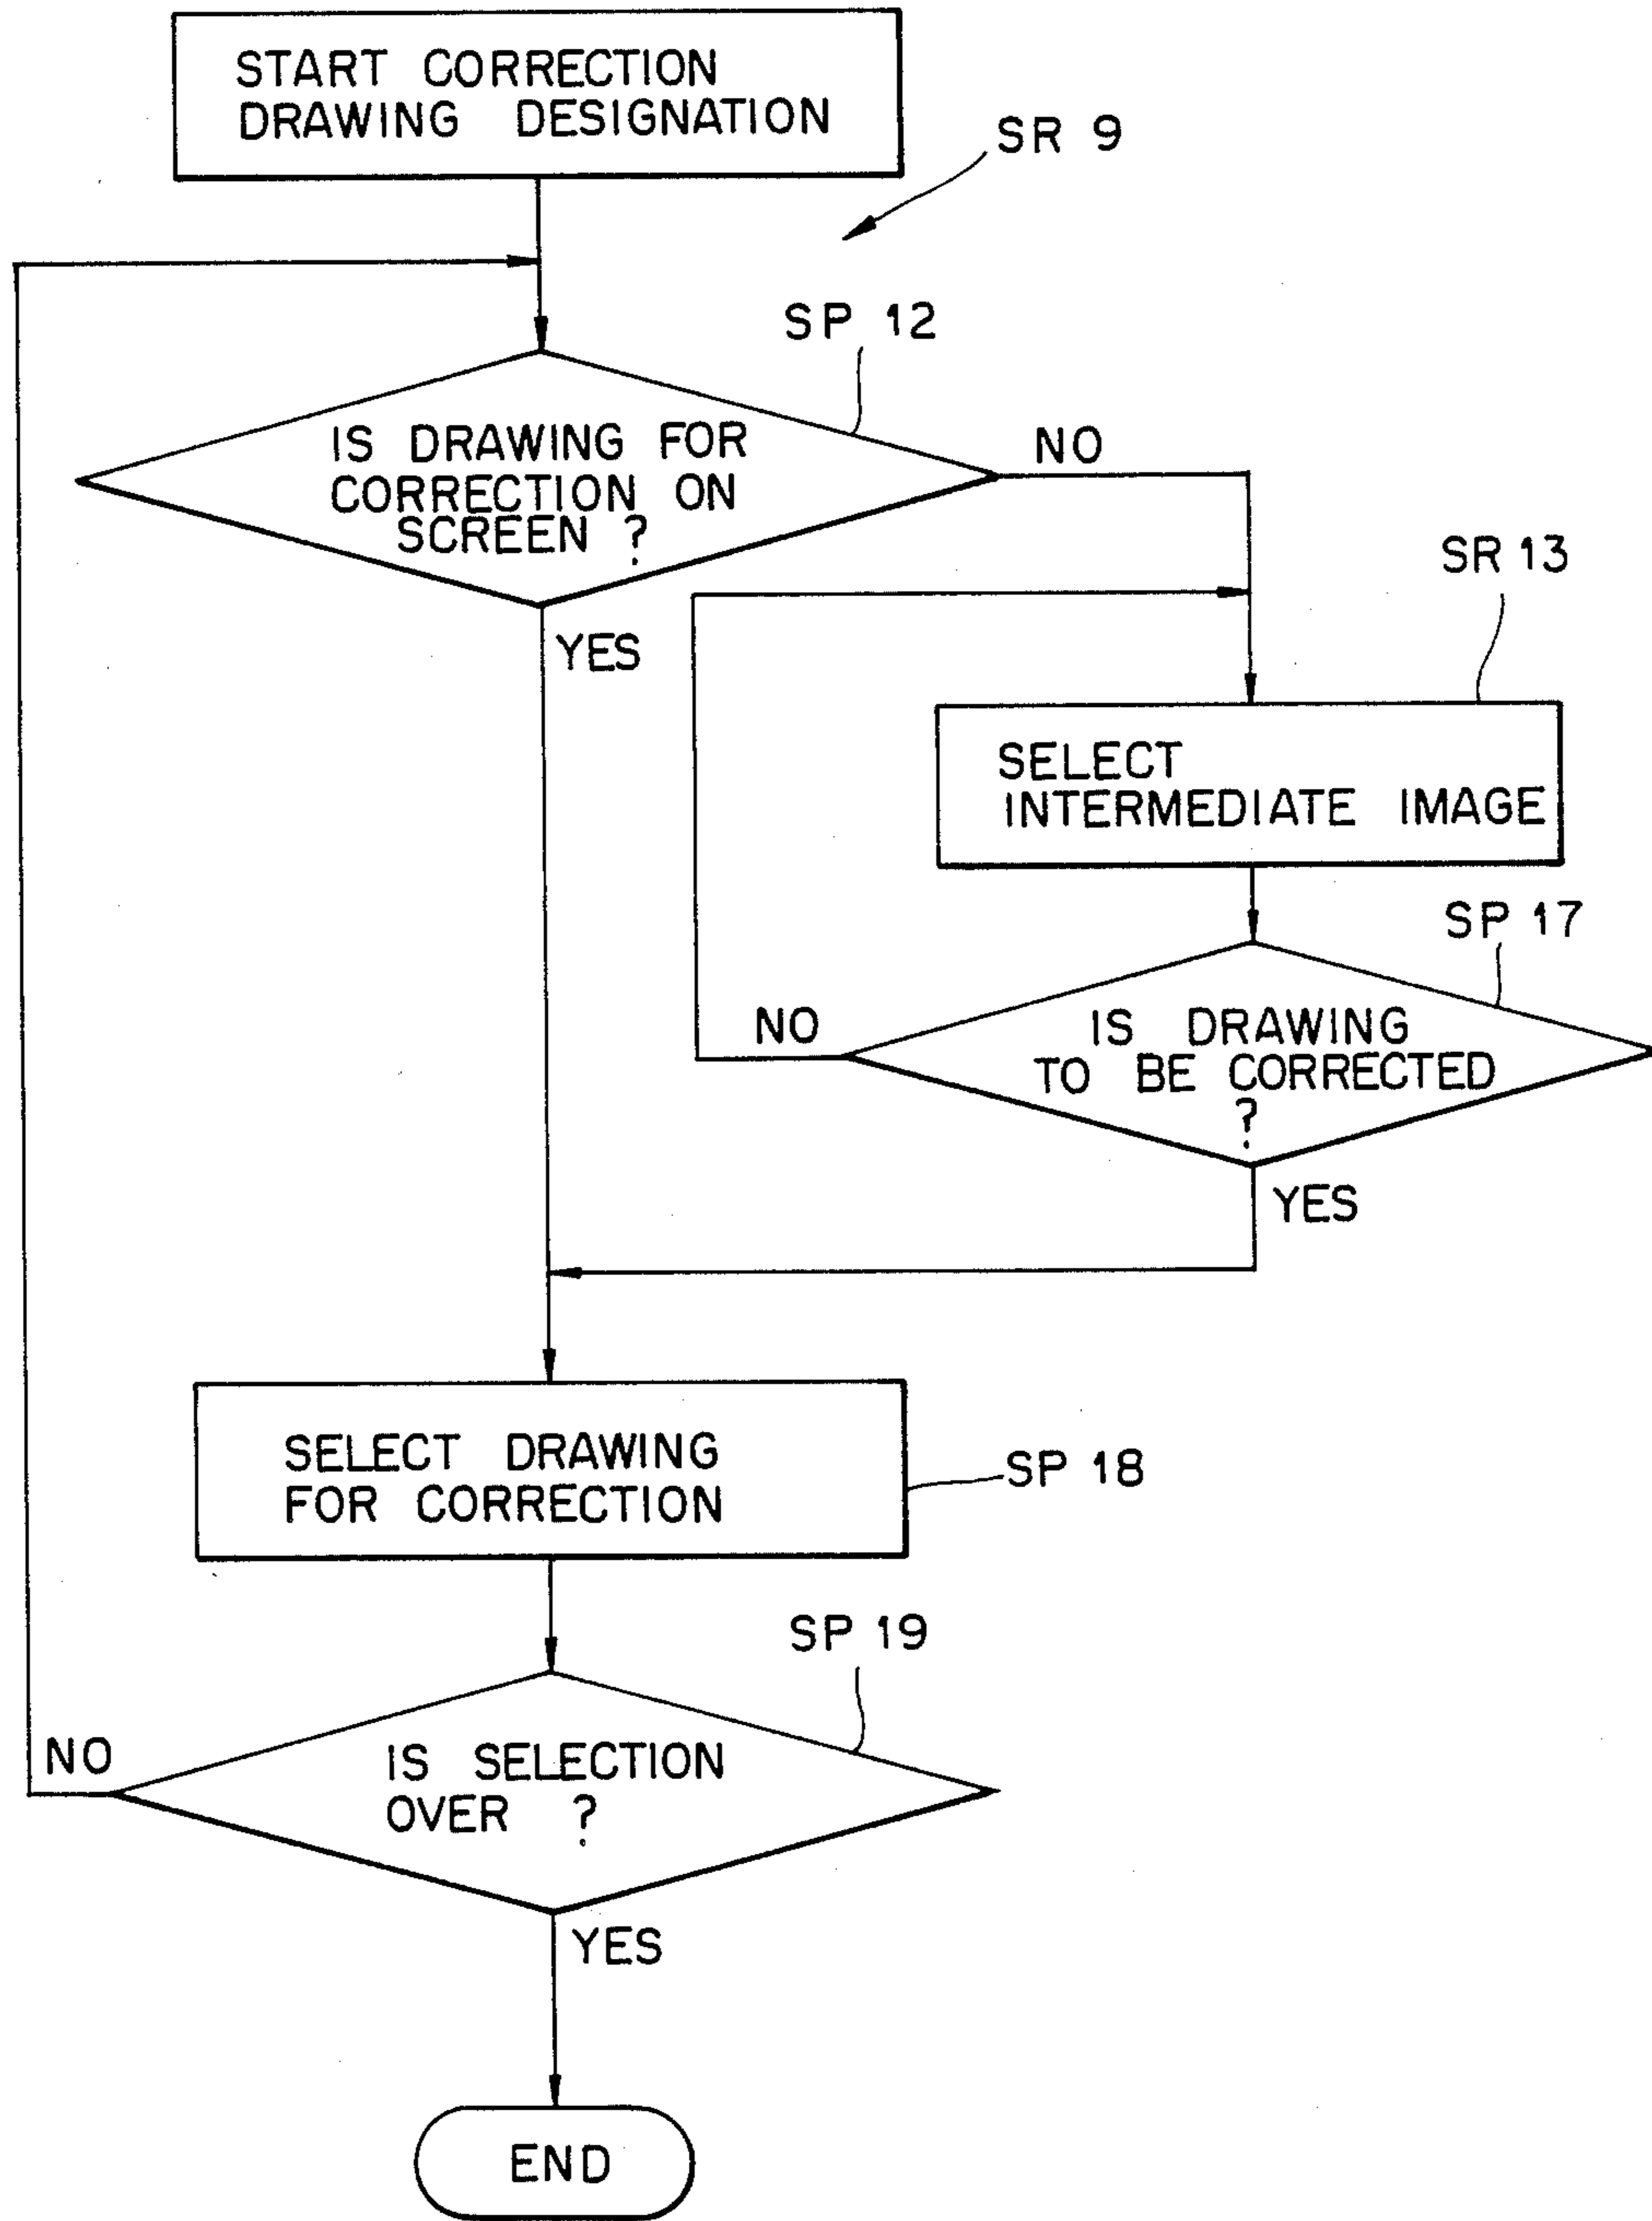 START CORRECTION
DRAWING DESIGNATION
SR 9
SP 12
IS DRAWING FOR
CORRECTION ON
SCREEN ?
NO
YES
SR 13
SELECT
INTERMEDIATE IMAGE
SP 17
IS DRAWING
TO BE CORRECTED
?
NO
YES
SELECT DRAWING
FOR CORRECTION
SP 18
SP 19
IS SELECTION
OVER ?
NO
YES
END